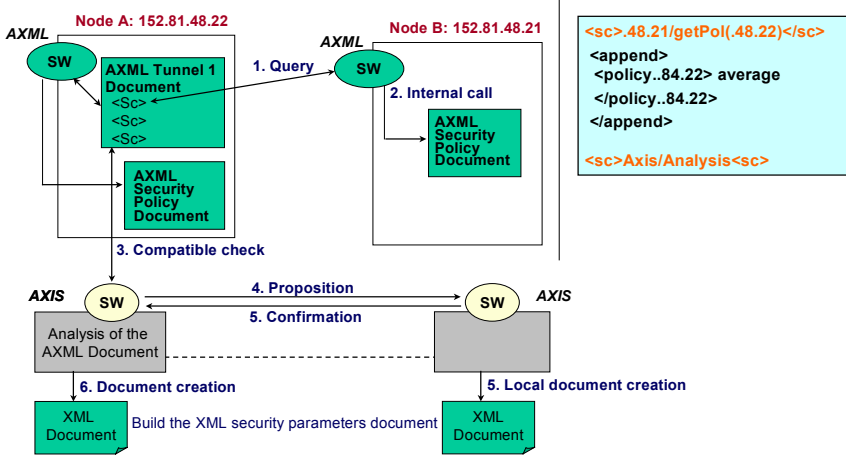 Node A: 152.81.48.22
AXML
SW
AXML Tunnel 1
Document
<Sc>
<Sc>
<Sc>
AXML
Security
Policy
Document
1. Query
Node B: 152.81.48.21
AXML
SW
2. Internal call
AXML
Security
Policy
Document
<sc>.48.21/getPol(.48.22)</sc>
<append>
<policy..84.22> average
</policy..84.22>
</append>
<sc>Axis/Analysis<sc>
3. Compatible check
AXIS
SW
4. Proposition
5. Confirmation
SW
AXIS
Analysis of the
AXML Document
6. Document creation
5. Local document creation
XML
Document
Build the XML security parameters document
XML
Document